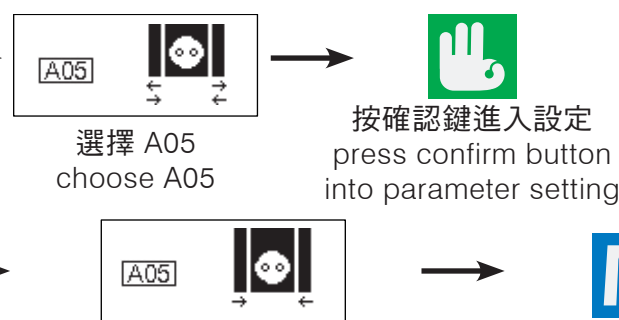 A05
選擇 A05
choose A05
按確認鍵進入設定
press confirm button
into parameter setting
A05